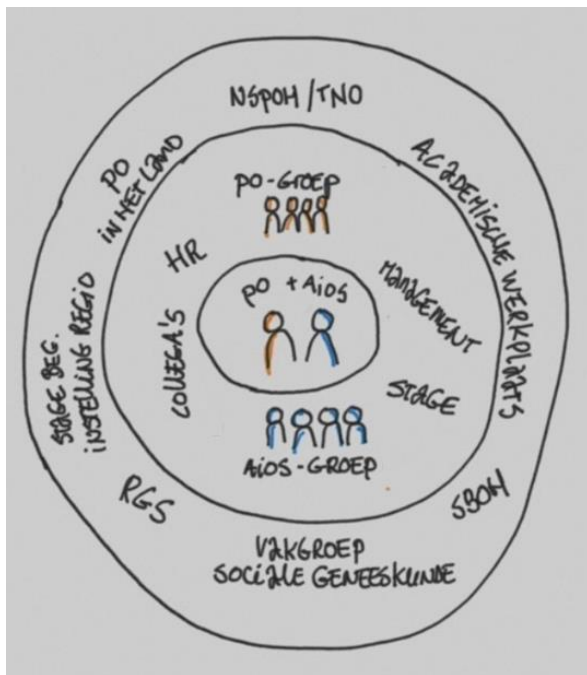 NSPOH/TNO
PO
IN HET LAND
ACADEMISCHE WERKPLAATS
PO-GROEP
HR
MANAGEMENT
PO + AIOS
COLLEGA'S
STAGE BEG.
INSTELLING REGIO
STAGE
AIOS-GROEP
RGS
SBOH
VAKGROEP
SOCIALE GENEESKUNDE